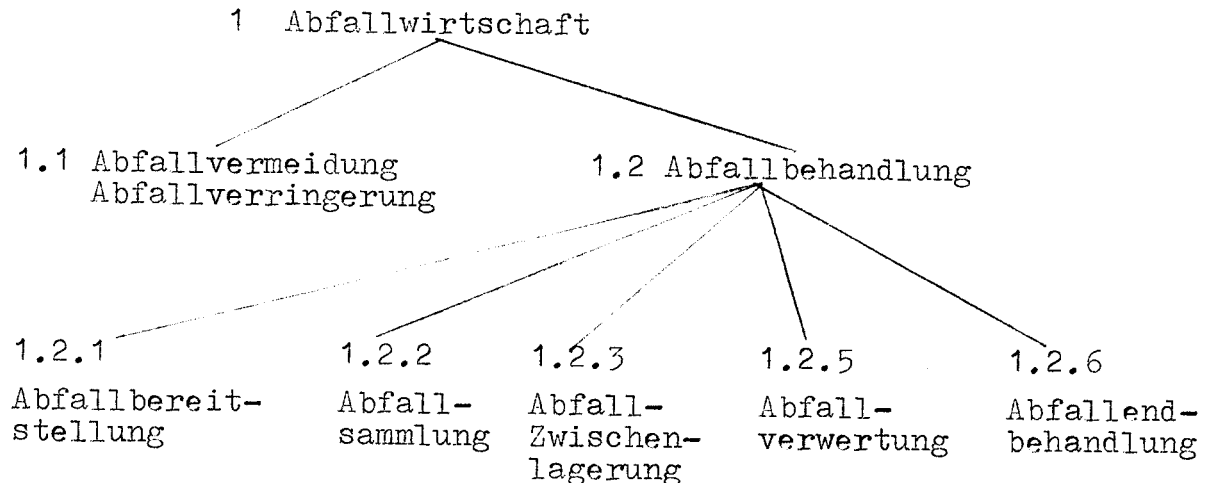 1 Abfallwirtschaft
1.1 Abfallvermeidung
Abfallverringerung
1.2 Abfallbehandlung
1.2.1
Abfallbereit-
stellung
1.2.2
Abfall-
sammlung
1.2.3
Abfall-
Zwischen-
lagerung
1.2.5
Abfall-
verwertung
1.2.6
Abfallend-
behandlung